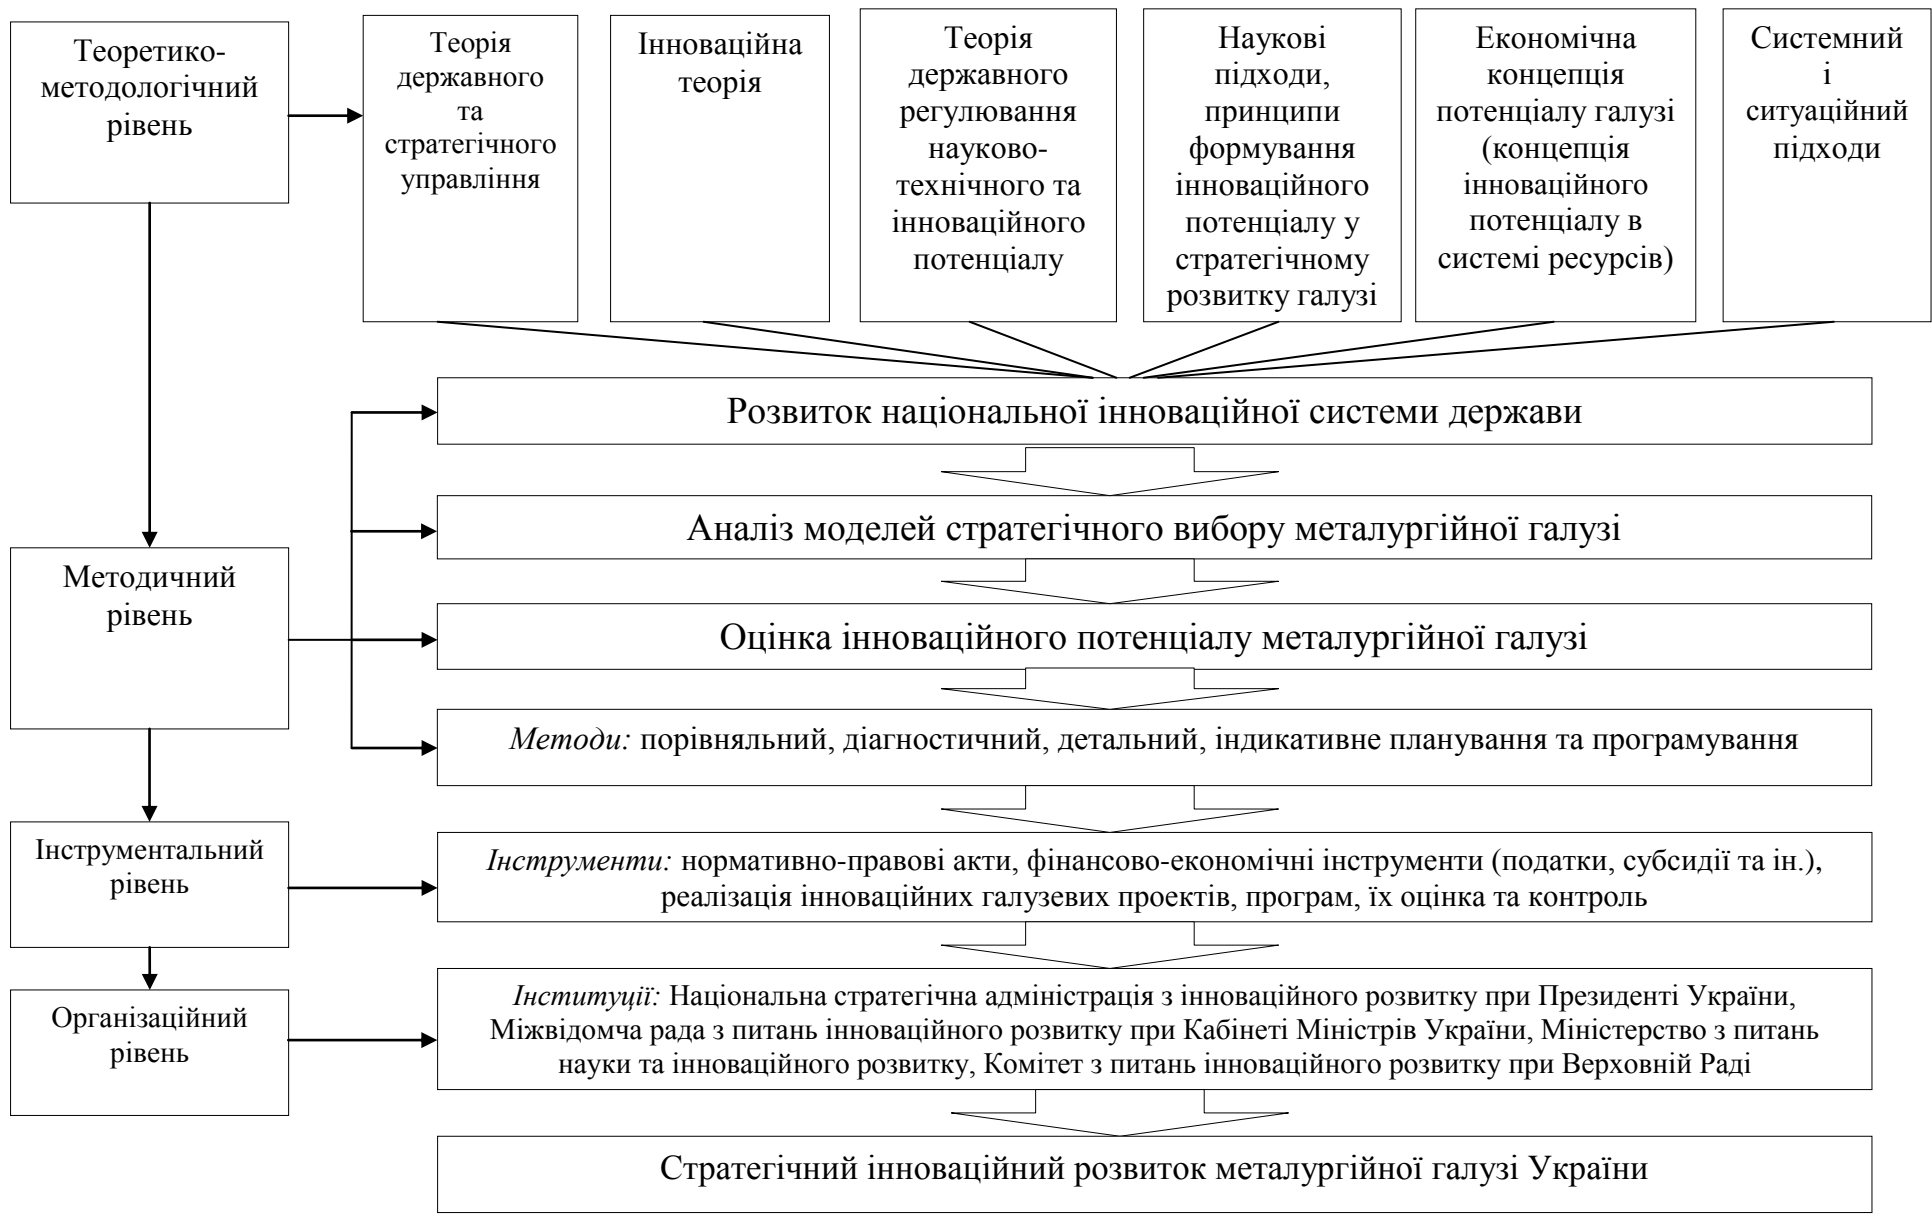 Теоретико-
методологічний
рівень
Теорія
державного
та
стратегічного
управління
Інноваційна
теорія
Теорія
державного
регулювання
науково-
технічного та
інноваційного
потенціалу
Наукові
підходи,
принципи
формування
інноваційного
потенціалу у
стратегічному
розвитку галузі
Економічна
концепція
потенціалу галузі
(концепція
інноваційного
потенціалу в
системі ресурсів)
Системний
і
ситуаційний
підходи
Розвиток національної інноваційної системи держави
Аналіз моделей стратегічного вибору металургійної галузі
Методичний
рівень
Оцінка інноваційного потенціалу металургійної галузі
Методи: порівняльний, діагностичний, детальний, індикативне планування та програмування
Інструментальний
рівень
Інструменти: нормативно-правові акти, фінансово-економічні інструменти (податки, субсидії та ін.),
реалізація інноваційних галузевих проектів, програм, їх оцінка та контроль
Організаційний
рівень
Інституції: Національна стратегічна адміністрація з інноваційного розвитку при Президенті України,
Міжвідомча рада з питань інноваційного розвитку при Кабінеті Міністрів України, Міністерство з питань
науки та інноваційного розвитку, Комітет з питань інноваційного розвитку при Верховній Раді
Стратегічний інноваційний розвиток металургійної галузі України